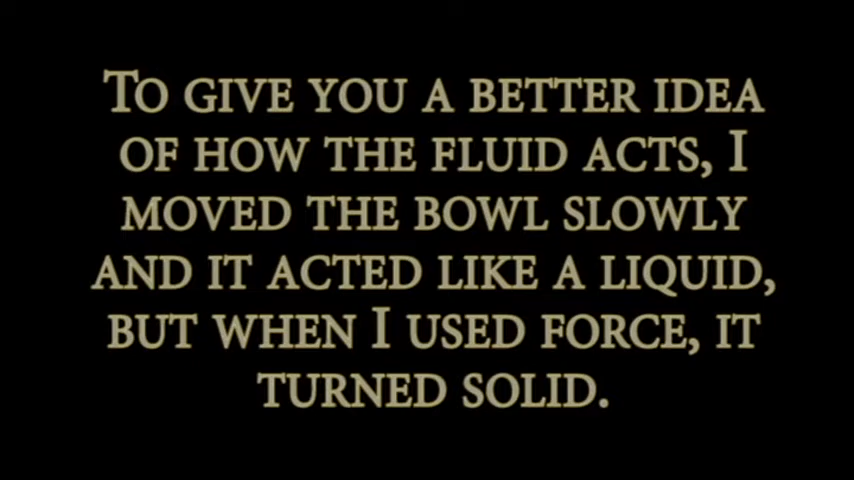 To give you a better idea
of how the fluid acts, I
moved the bowl slowly
and it acted like a liquid,
but when I used force, it
turned solid.